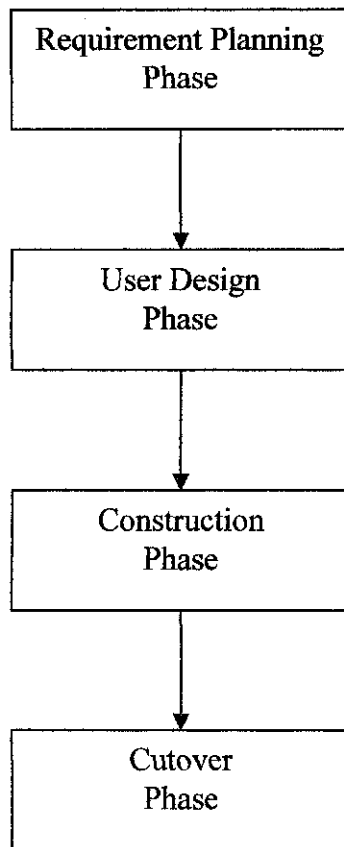 Requirement Planning
Phase
User Design
Phase
Construction
Phase
Cutover
Phase